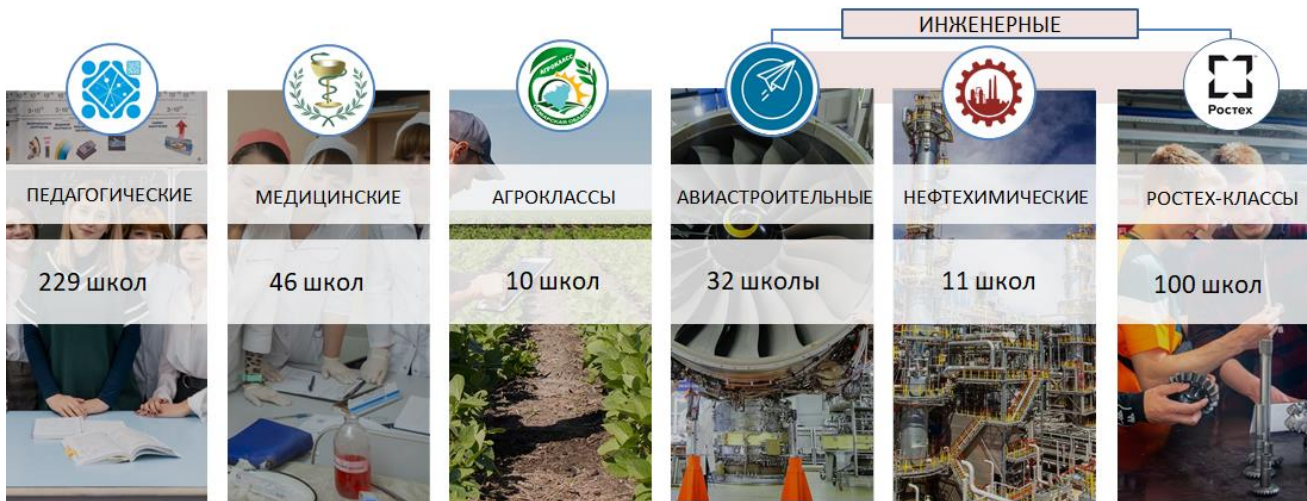 ИНЖЕНЕРНЫЕ
АГРОКЛАСС
Ростех
ПЕДАГОГИЧЕСКИЕ
МЕДИЦИНСКИЕ
АГРОКЛАССЫ
АВИАСТРОИТЕЛЬНЫЕ
НЕФТЕХИМИЧЕСКИЕ
РОСТЕХ-КЛАССЫ
229 школ
46 школ
10 школ
32 школы
11 школ
100 школ